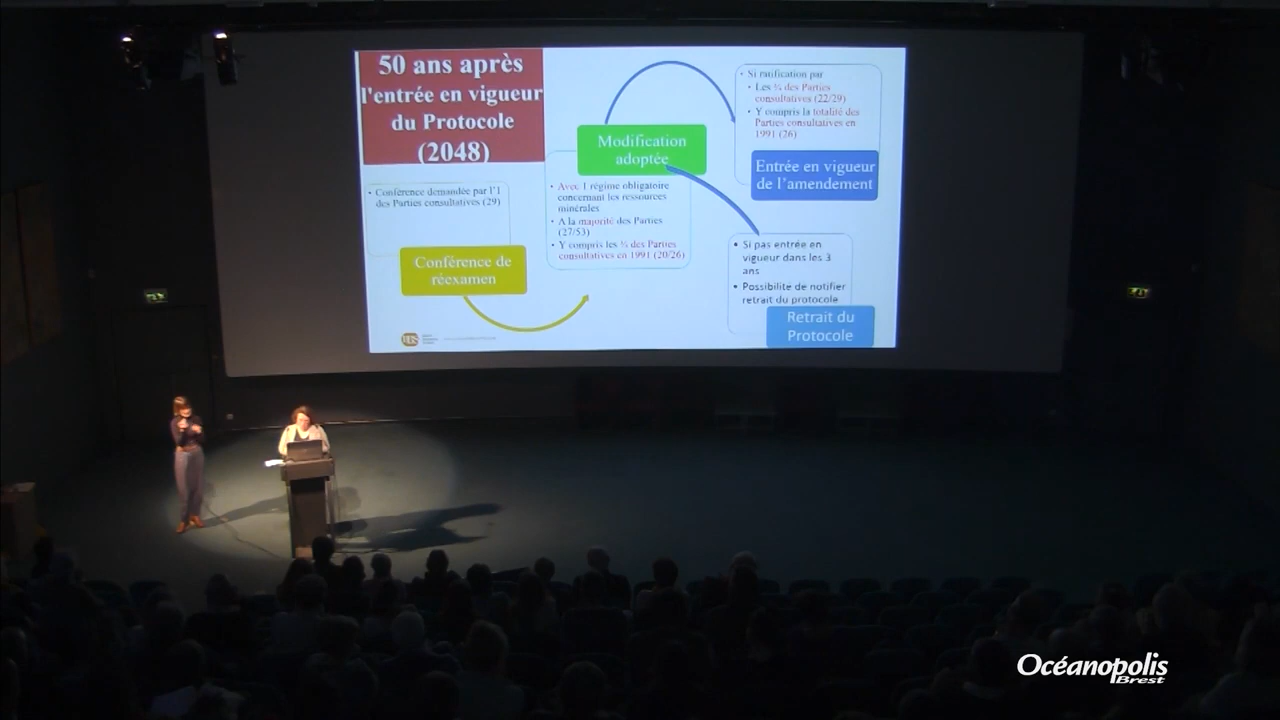 50 ans après
l'entrée en vigueur
du Protocole
(2048)
• Conférence demandée par l'1
des Parties consultatives (29)
Conférence de
réexamen
Modification
adoptée
• Avec 1 régime obligatoire
concernant les ressources
minérales
• A la majorité des Parties
(27/53)
• Y compris les ¾ des Parties
consultatives en 1991 (20/26)
• Si ratification par
• Les ¾ des Parties
consultatives (22/29)
• Y compris la totalité des
Parties consultatives en
1991 (26)
Entrée en vigueur
de l'amendement
• Si pas entrée en
vigueur dans les 3
ans
• Possibilité de notifier
retrait du protocole
Retrait du
Protocole
Océanopolis
Brest